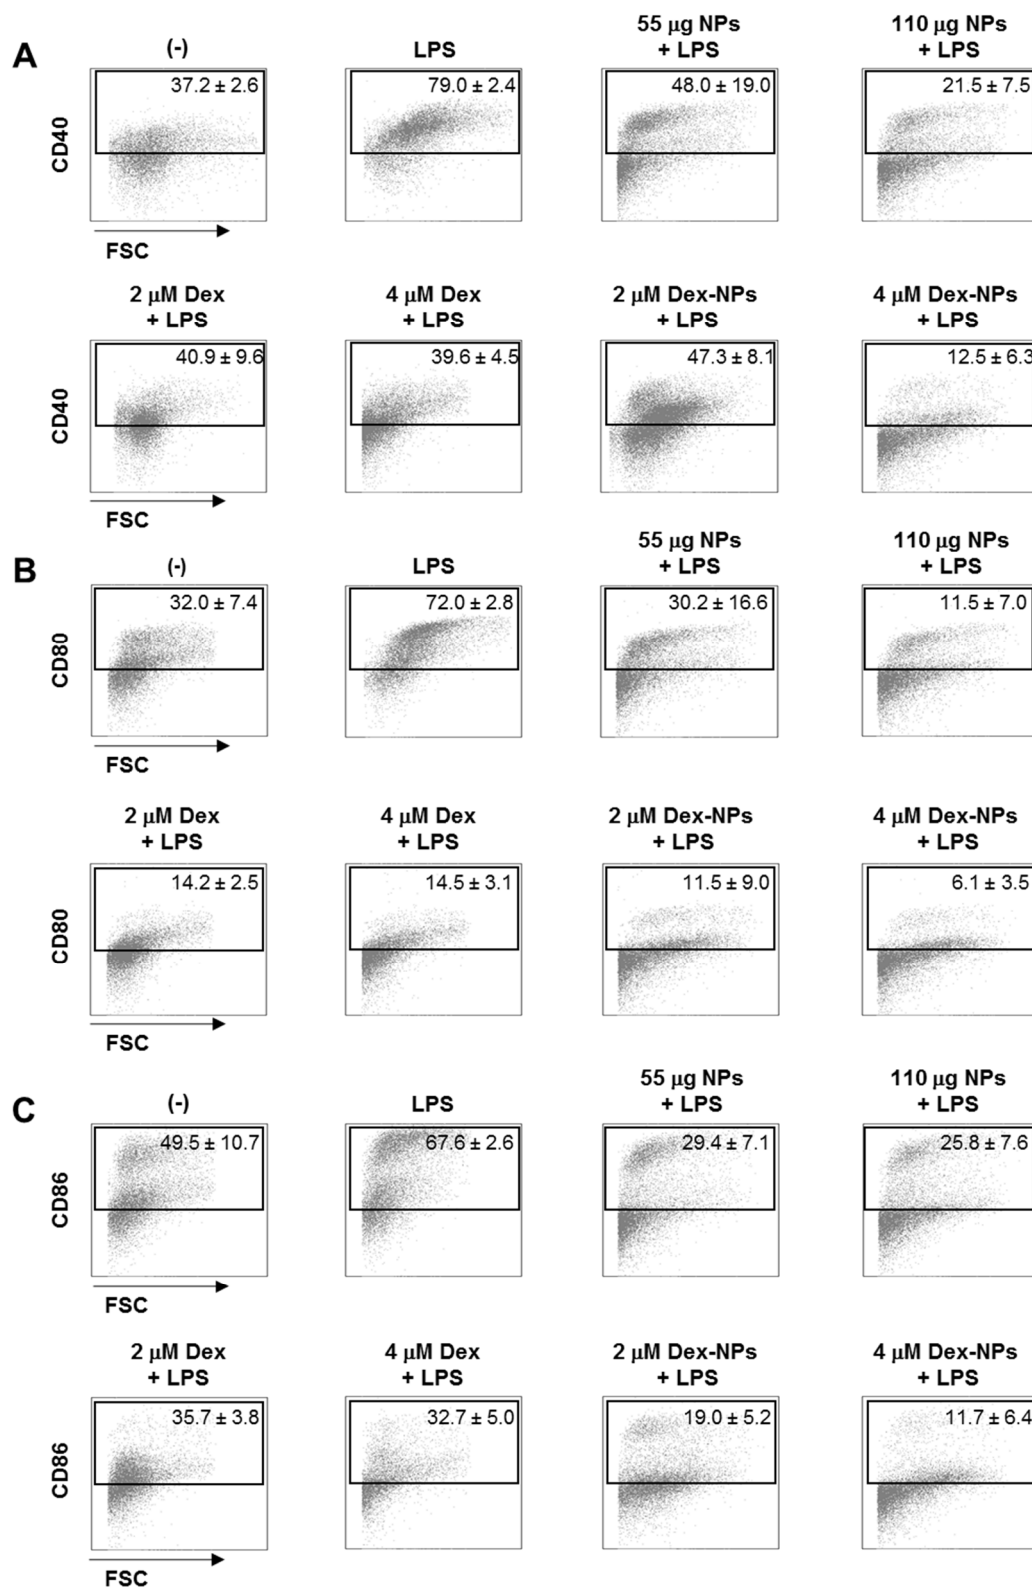 A
(-)
LPS
55 μg NPs
+ LPS
110 μg NPs
+ LPS
CD40
37.2 ± 2.6
79.0 ± 2.4
48.0 ± 19.0
21.5 ± 7.5
FSC
2 μM Dex
+ LPS
4 μM Dex
+ LPS
2 μM Dex-NPs
+ LPS
4 μM Dex-NPs
+ LPS
CD40
40.9 ± 9.6
39.6 ± 4.5
47.3 ± 8.1
12.5 ± 6.3
FSC
B
(-)
LPS
55 μg NPs
+ LPS
110 μg NPs
+ LPS
CD80
32.0 ± 7.4
72.0 ± 2.8
30.2 ± 16.6
11.5 ± 7.0
FSC
2 μM Dex
+ LPS
4 μM Dex
+ LPS
2 μM Dex-NPs
+ LPS
4 μM Dex-NPs
+ LPS
CD80
14.2 ± 2.5
14.5 ± 3.1
11.5 ± 9.0
6.1 ± 3.5
FSC
C
(-)
LPS
55 μg NPs
+ LPS
110 μg NPs
+ LPS
CD86
49.5 ± 10.7
67.6 ± 2.6
29.4 ± 7.1
25.8 ± 7.6
FSC
2 μM Dex
+ LPS
4 μM Dex
+ LPS
2 μM Dex-NPs
+ LPS
4 μM Dex-NPs
+ LPS
CD86
35.7 ± 3.8
32.7 ± 5.0
19.0 ± 5.2
11.7 ± 6.4
FSC